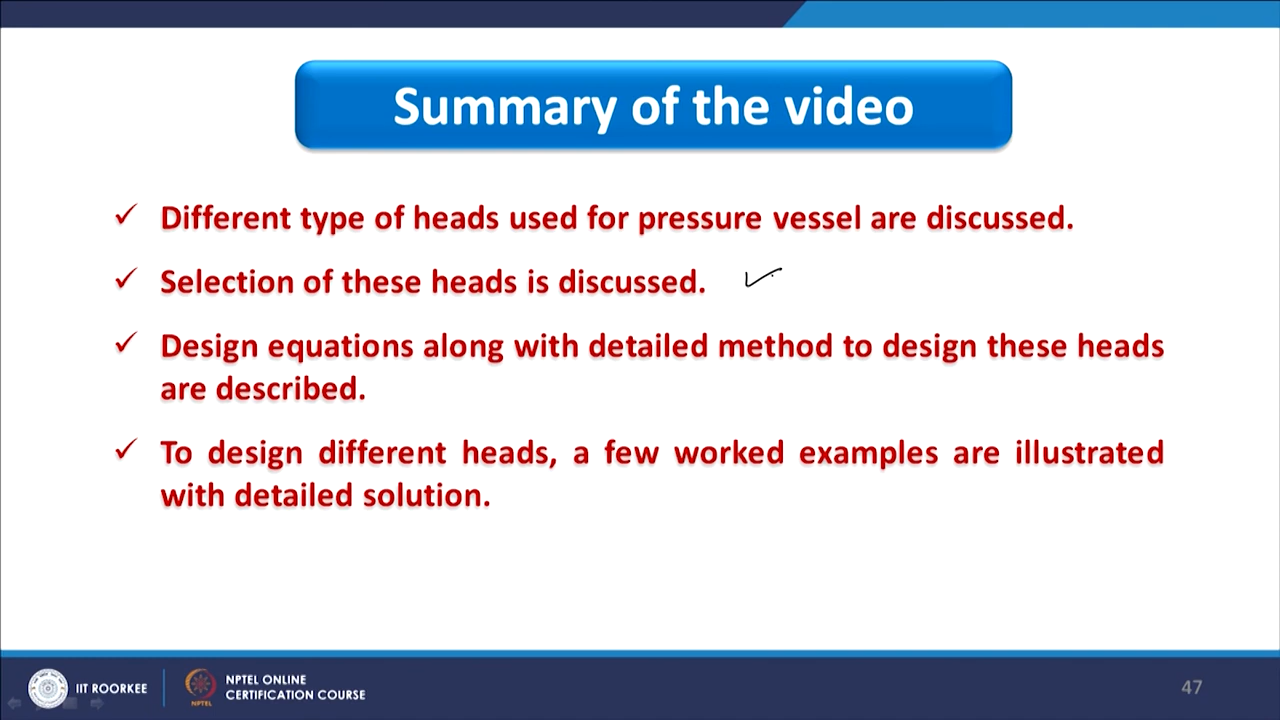 Summary of the video
✓ Different type of heads used for pressure vessel are discussed.
✓ Selection of these heads is discussed.
✓ Design equations along with detailed method to design these heads
are described.
✓ To design different heads, a few worked examples are illustrated
with detailed solution.
IIT ROORKEE
NPTEL
NPTEL ONLINE
CERTIFICATION COURSE
47